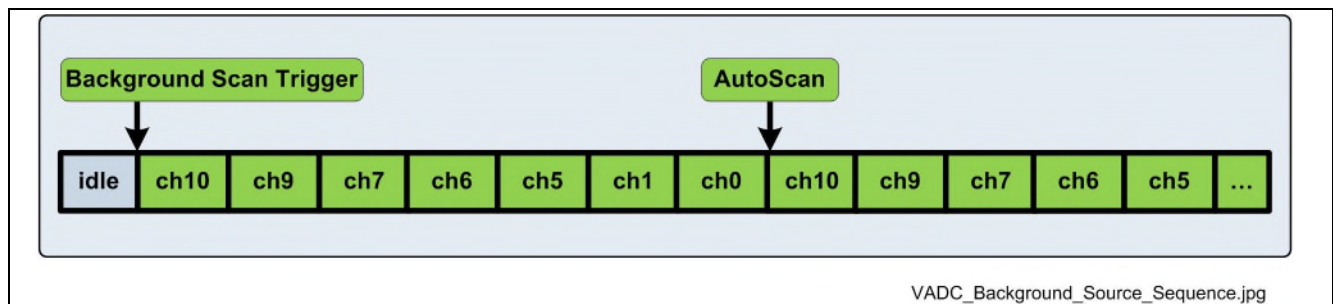 Background Scan Trigger
AutoScan
idle ch10 ch9 ch7 ch6 ch5 ch1 ch0 ch10 ch9 ch7 ch6 ch5 ...
VADC_Background_Source_Sequence.jpg